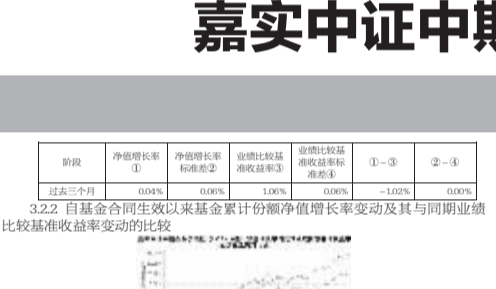 嘉实中证中期
阶段 净值增长率① 净值增长率标准差② 业绩比较基准收益率③ 业绩比较基准收益率标准差④ ①－③ ②－④
过去三个月 0.04% 0.06% 1.06% 0.06% －1.02% 0.00%
3.2.2 自基金合同生效以来基金累计份额净值增长率变动及其与同期业绩
比较基准收益率变动的比较